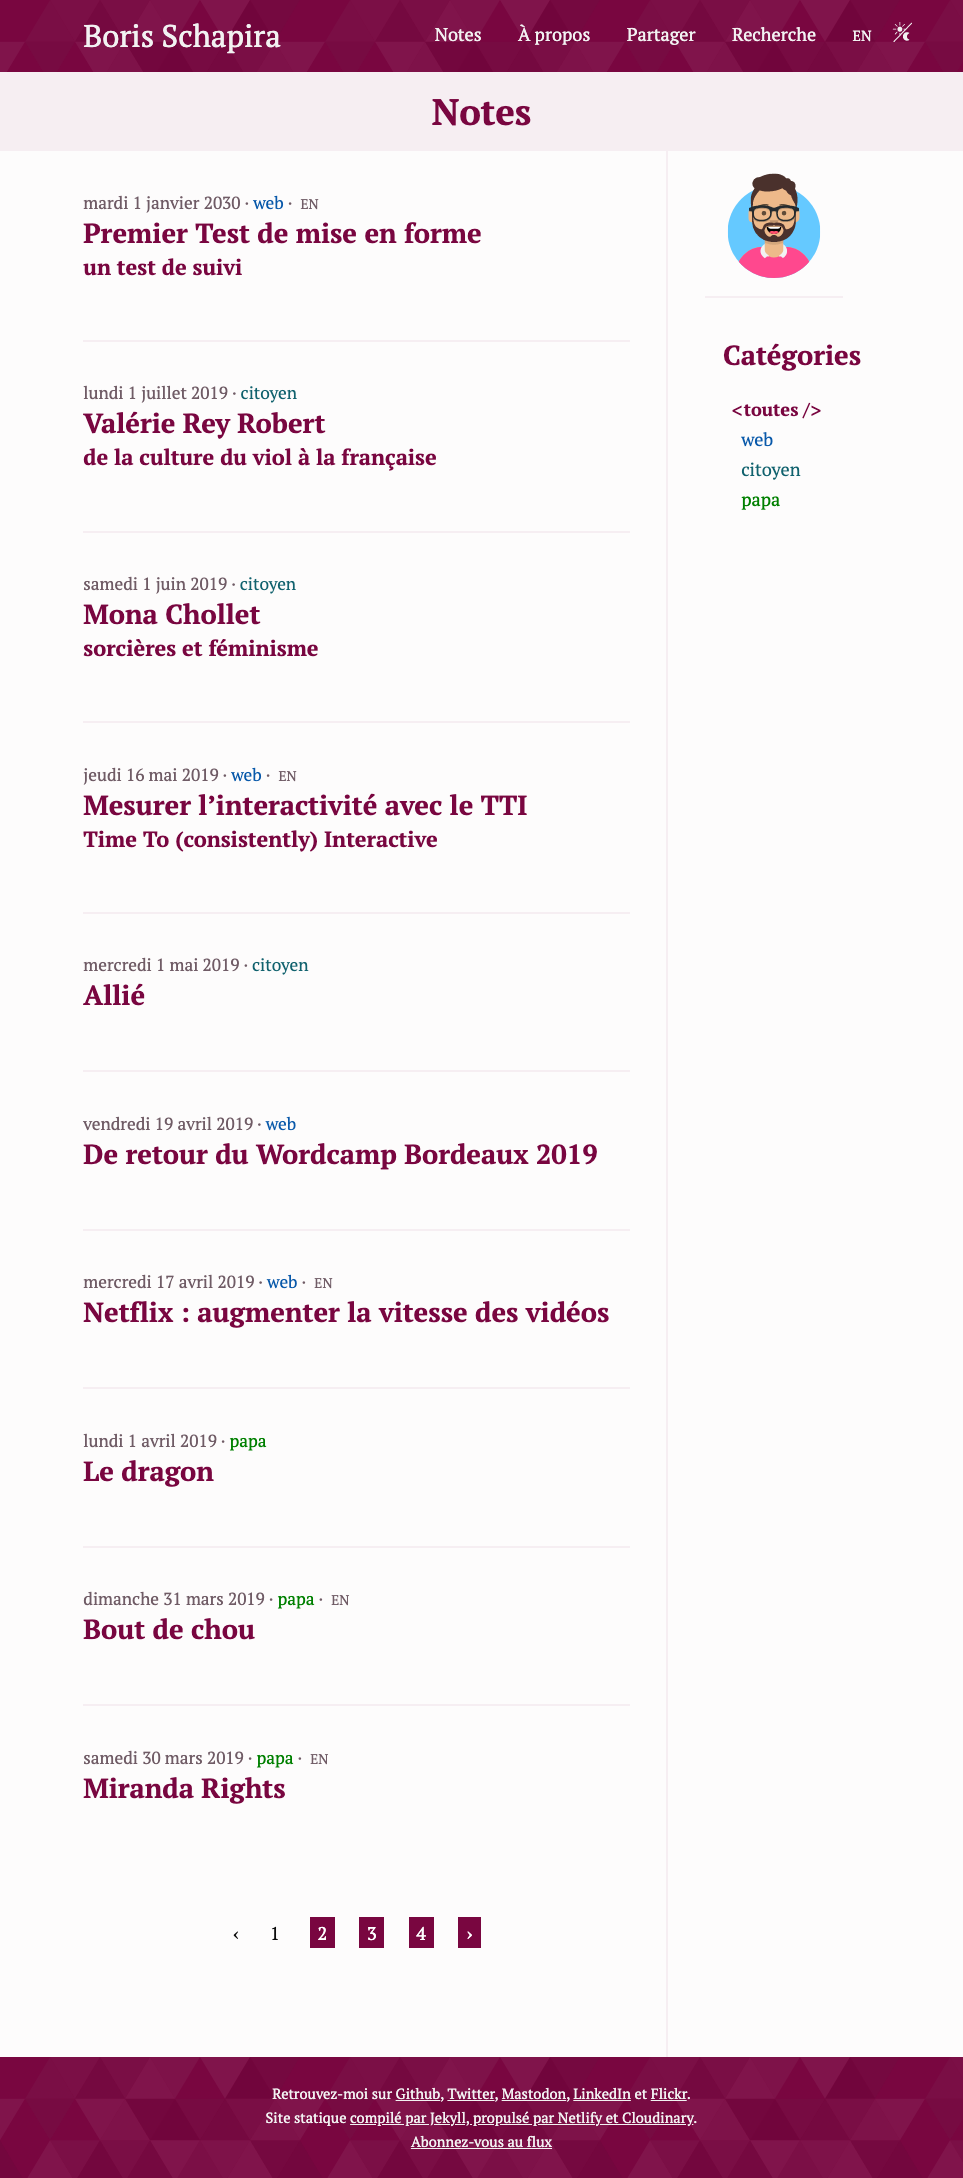 Boris Schapira
Notes À propos Partager Recherche EN
Notes
mardi 1 janvier 2030 · web · EN
Premier Test de mise en forme
un test de suivi
lundi 1 juillet 2019 · citoyen
Valérie Rey Robert
de la culture du viol à la française
samedi 1 juin 2019 · citoyen
Mona Chollet
sorcières et féminisme
jeudi 16 mai 2019 · web · EN
Mesurer l’interactivité avec le TTI
Time To (consistently) Interactive
mercredi 1 mai 2019 · citoyen
Allié
vendredi 19 avril 2019 · web
De retour du Wordcamp Bordeaux 2019
mercredi 17 avril 2019 · web · EN
Netflix : augmenter la vitesse des vidéos
lundi 1 avril 2019 · papa
Le dragon
dimanche 31 mars 2019 · papa · EN
Bout de chou
samedi 30 mars 2019 · papa · EN
Miranda Rights
‹ 1 2 3 4 ›
Catégories
<toutes />
web
citoyen
papa
Retrouvez-moi sur Github, Twitter, Mastodon, LinkedIn et Flickr.
Site statique compilé par Jekyll, propulsé par Netlify et Cloudinary.
Abonnez-vous au flux